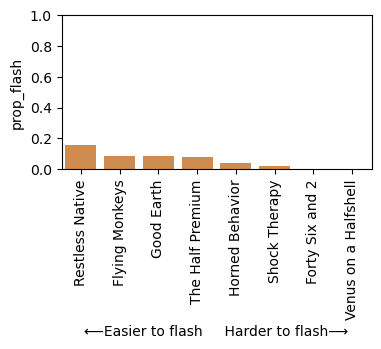 1.0
0.8
0.6
0.4
0.2
0.0
prop_flash
Restless Native
Flying Monkeys
Good Earth
The Half Premium
Horned Behavior
Shock Therapy
Forty Six and 2
Venus on a Halfshell
⟵Easier to flash Harder to flash⟶